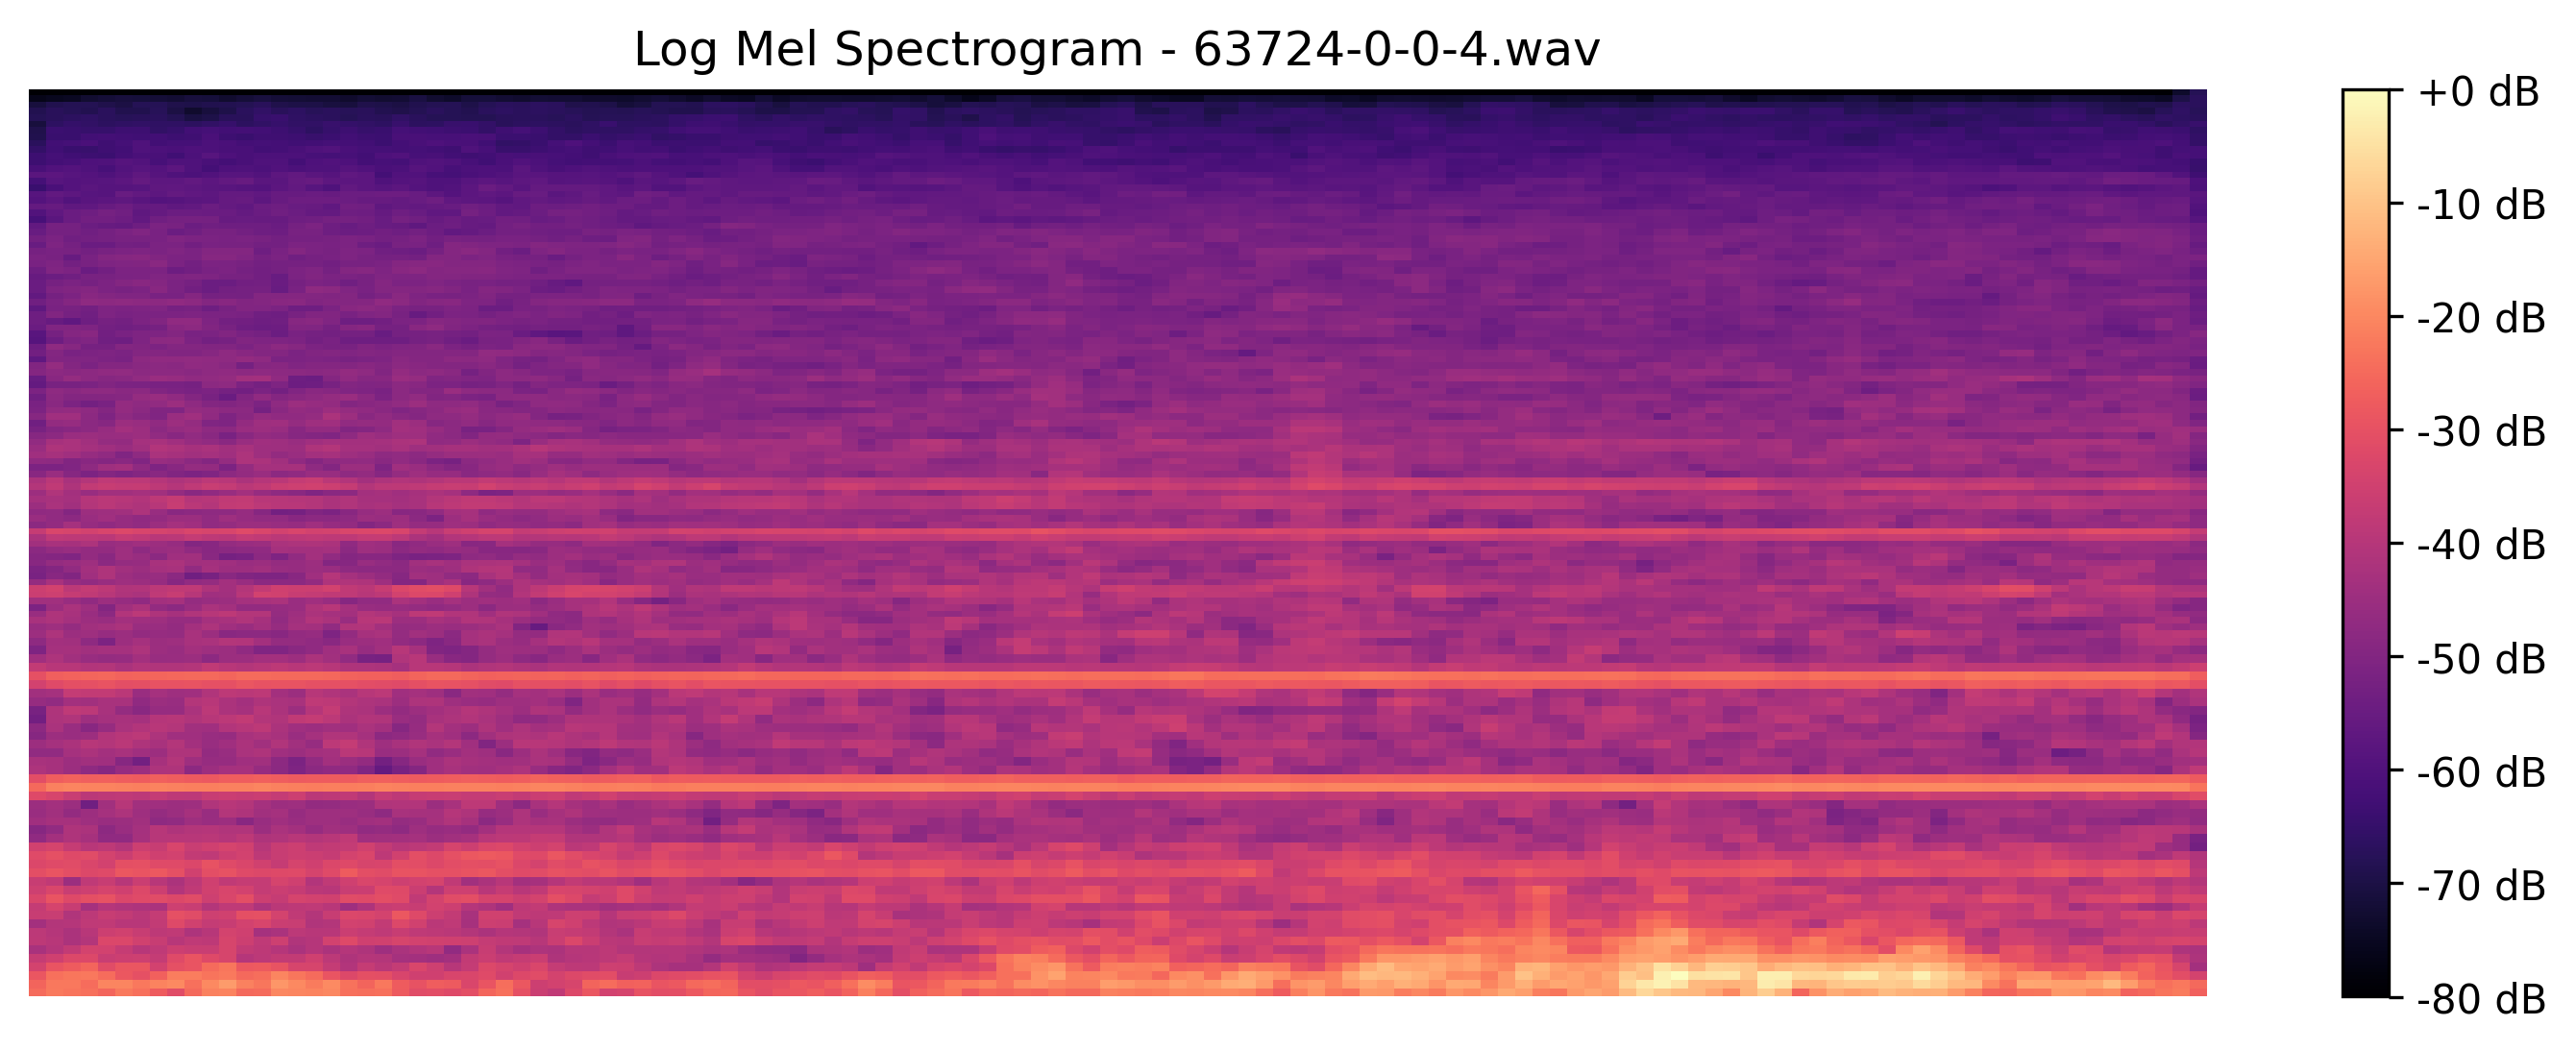 Log Mel Spectrogram - 63724-0-0-4.wav
+0 dB
-10 dB
-20 dB
-30 dB
-40 dB
-50 dB
-60 dB
-70 dB
-80 dB